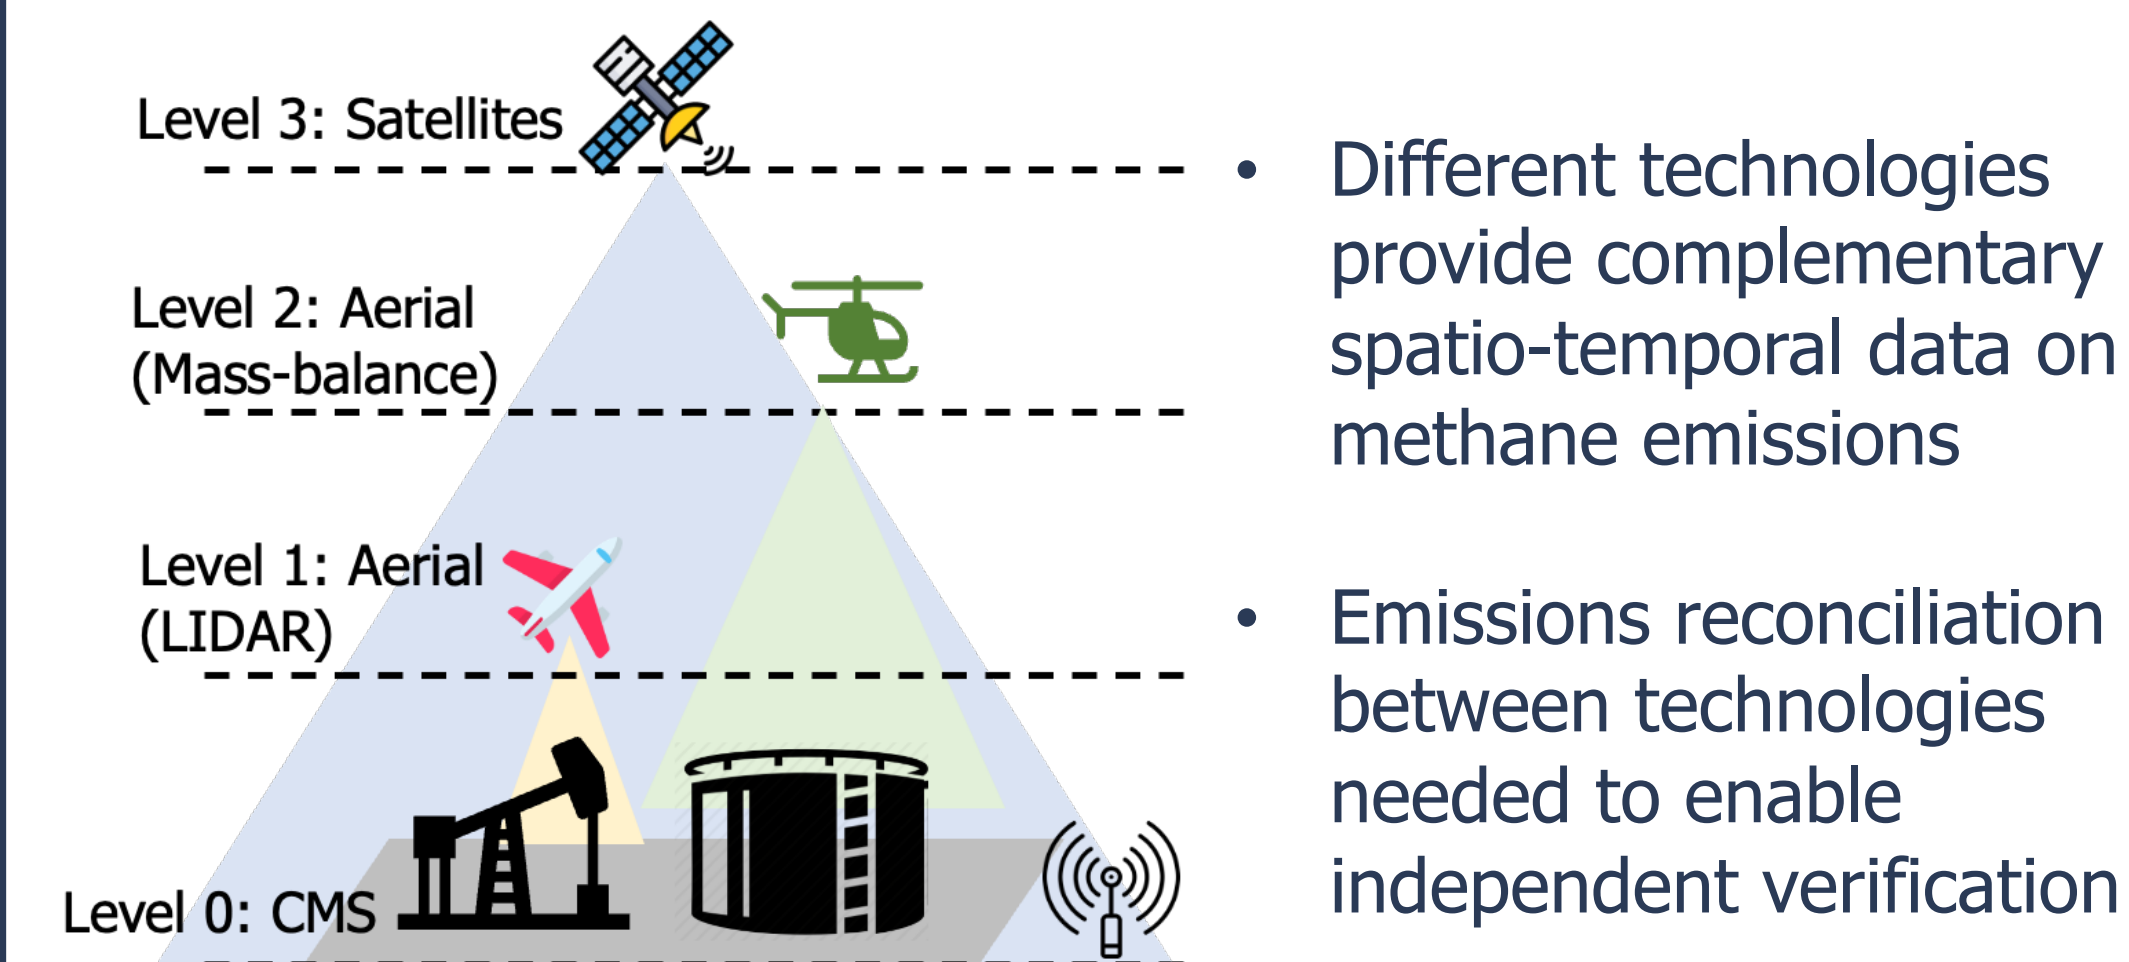 Level 3: Satellites
Level 2: Aerial
(Mass-balance)
Level 1: Aerial
(LIDAR)
Level 0: CMS
• Different technologies
provide complementary
spatio-temporal data on
methane emissions
• Emissions reconciliation
between technologies
needed to enable
independent verification